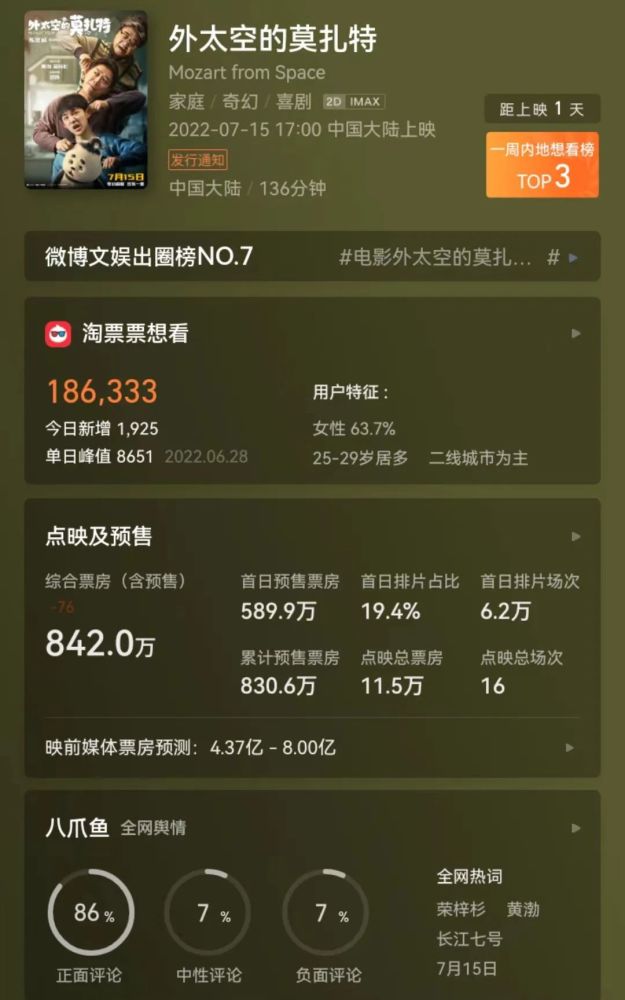 外太空的莫扎特
7月15日
外太空的莫扎特
Mozart from Space
家庭 / 奇幻 / 喜剧 2D IMAX
2022-07-15 17:00 中国大陆上映
发行通知
中国大陆 / 136分钟
距上映 1 天
一周内地想看榜
TOP3
微博文娱出圈榜NO.7
#电影外太空的莫扎... #
淘票票想看
186,333
今日新增 1,925
单日峰值 8651 2022.06.28
用户特征：
女性 63.7%
25-29岁居多 二线城市为主
点映及预售
综合票房（含预售）
-76
842.0万
首日预售票房 首日排片占比 首日排片场次
589.9万 19.4% 6.2万
累计预售票房 点映总票房 点映总场次
830.6万 11.5万 16
映前媒体票房预测：4.37亿 - 8.00亿
八爪鱼 全网舆情
86% 7% 7%
正面评论 中性评论 负面评论
全网热词
荣梓杉 黄渤
长江七号
7月15日